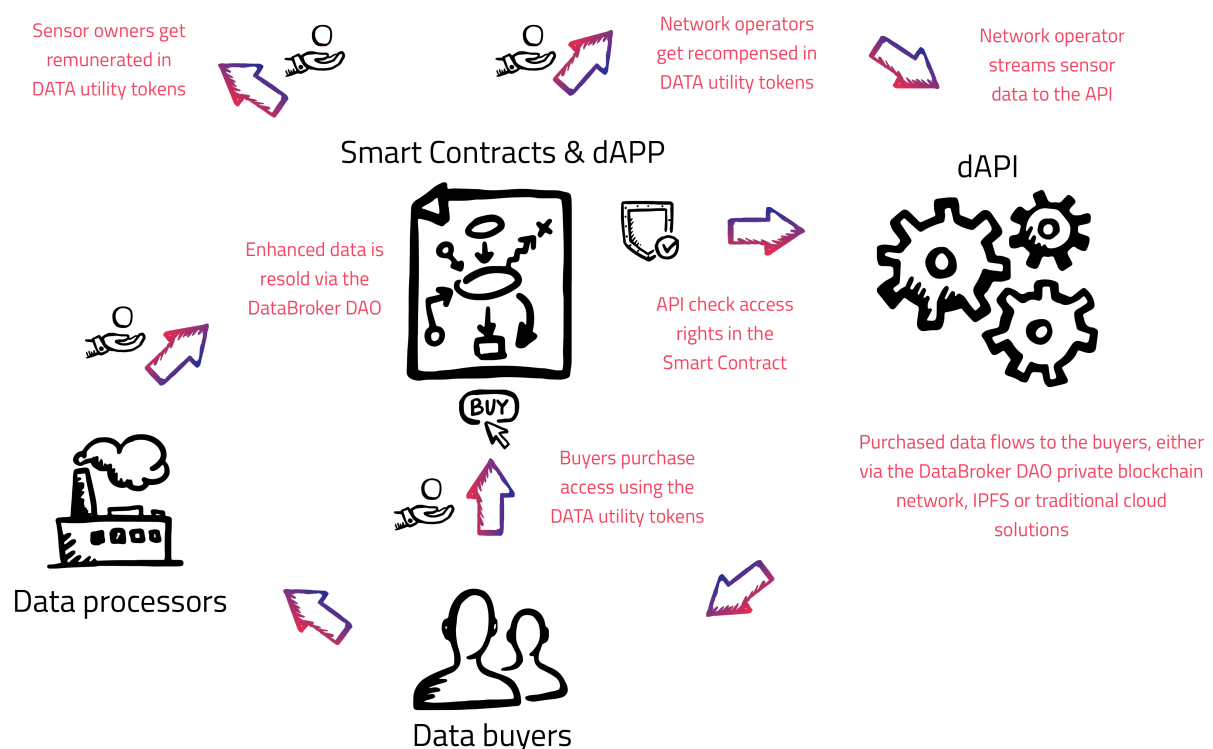 Sensor owners get
remunerated in
DATA utility tokens
Network operators
get recompensed in
DATA utility tokens
Network operator
streams sensor
data to the API
Smart Contracts & dAPP
dAPI
Enhanced data is
resold via the
DataBroker DAO
API check access
rights in the
Smart Contract
BUY
Buyers purchase
access using the
DATA utility tokens
Purchased data flows to the buyers, either
via the DataBroker DAO private blockchain
network, IPFS or traditional cloud
solutions
Data processors
Data buyers